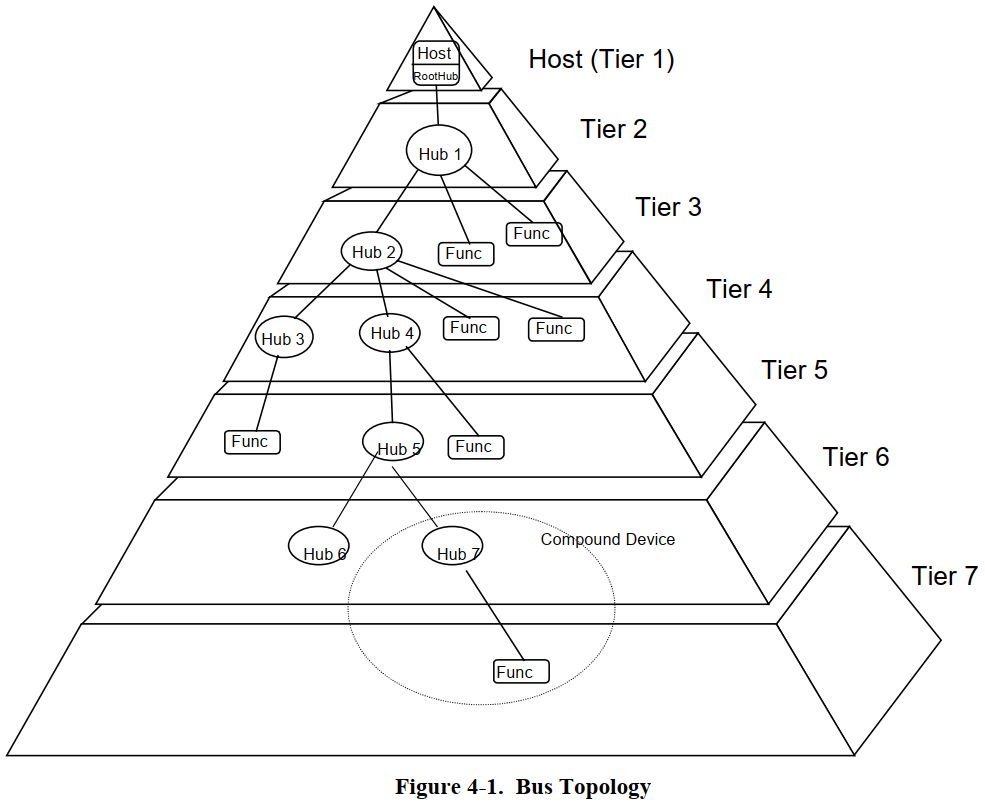 Host
RootHub
Host (Tier 1)
Hub 1
Tier 2
Hub 2
Func
Func
Tier 3
Hub 3
Hub 4
Func
Func
Tier 4
Func
Hub 5
Func
Tier 5
Hub 6
Hub 7
Compound Device
Tier 6
Func
Tier 7
Figure 4-1. Bus Topology